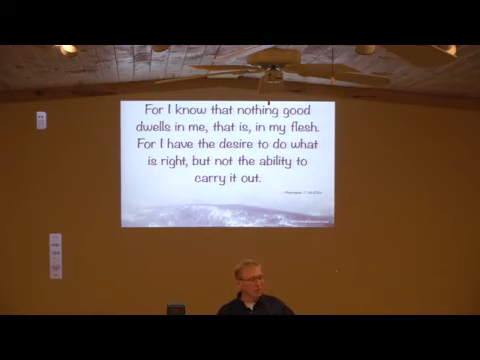 For I know that nothing good
dwells in me, that is, in my flesh.
For I have the desire to do what
is right, but not the ability to
carry it out.